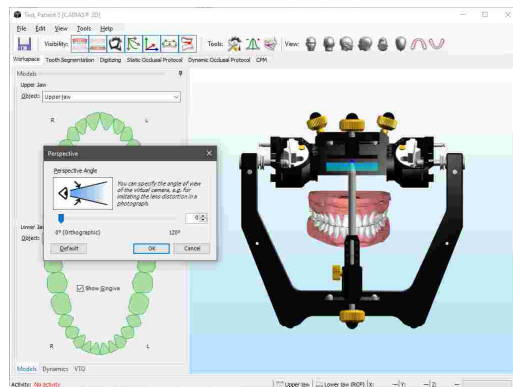 Test, Patient 3 [CADIAX® 3D]
File Edit View Tools Help
Visibility: Tools: View:
Workspace Tooth Segmentation Digitizing Static Occlusal Protocol Dynamic Occlusal Protocol CPM
Models
Upper Jaw
Object: Upper Jaw
R L
Perspective
Perspective Angle
You can specify the angle of view
of the virtual camera, e.g. for
imitating the lens distortion in a
photograph.
0
0° (Orthographic) 120°
Default OK Cancel
Lower Ja
Object:
Show Gingiva
R L
Models Dynamics VTO
Activity: No activity Upper Jaw Lower Jaw (RCP) X: — Y: — Z: —